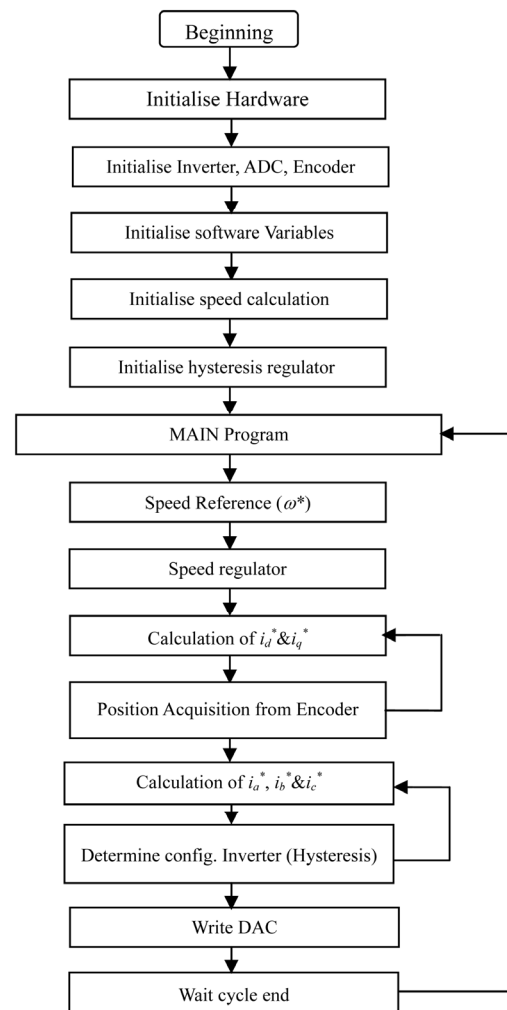 Beginning
Initialise Hardware
Initialise Inverter, ADC, Encoder
Initialise software Variables
Initialise speed calculation
Initialise hysteresis regulator
MAIN Program
Speed Reference (ω*)
Speed regulator
Calculation of i_d^*&i_q^*
Position Acquisition from Encoder
Calculation of i_a^*, i_b^*&i_c^*
Determine config. Inverter (Hysteresis)
Write DAC
Wait cycle end